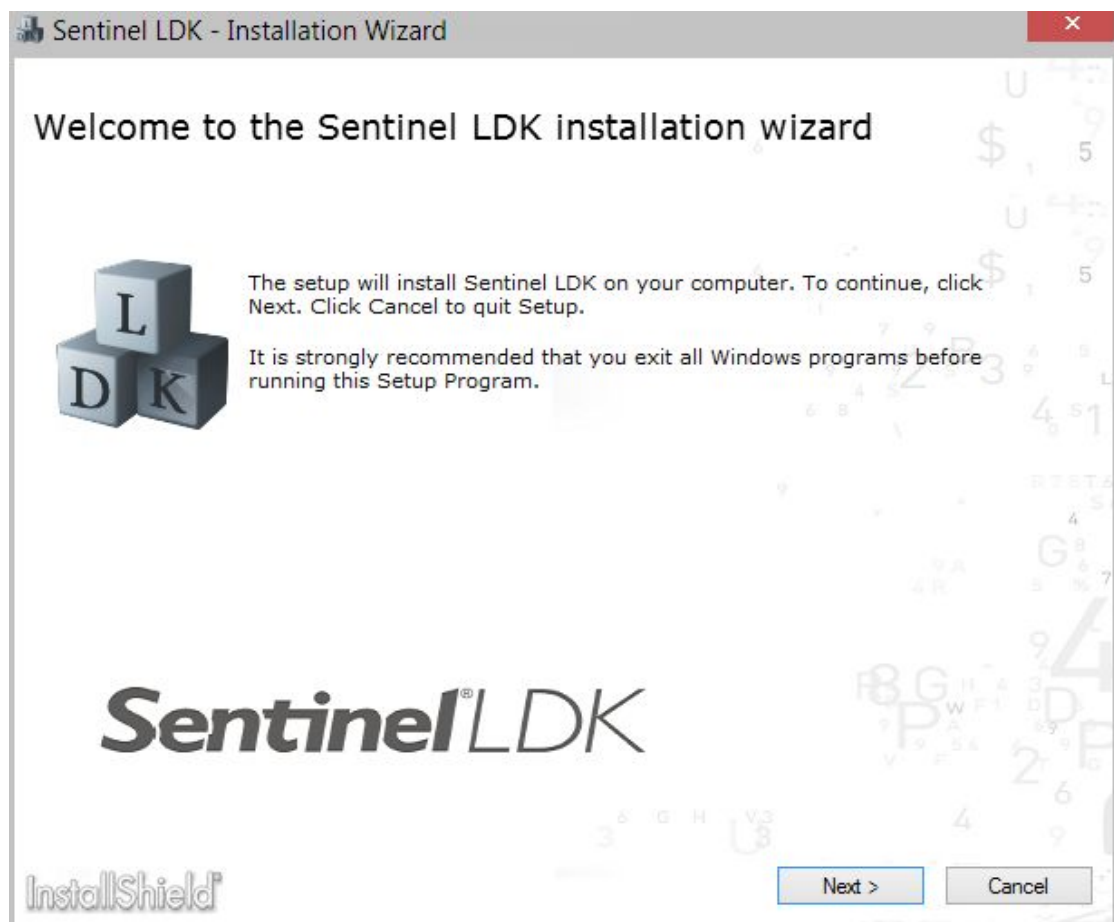 Sentinel LDK - Installation Wizard
Welcome to the Sentinel LDK installation wizard
L
D K
The setup will install Sentinel LDK on your computer. To continue, click
Next. Click Cancel to quit Setup.
It is strongly recommended that you exit all Windows programs before
running this Setup Program.
Sentinel® LDK
InstallShield®
Next >
Cancel